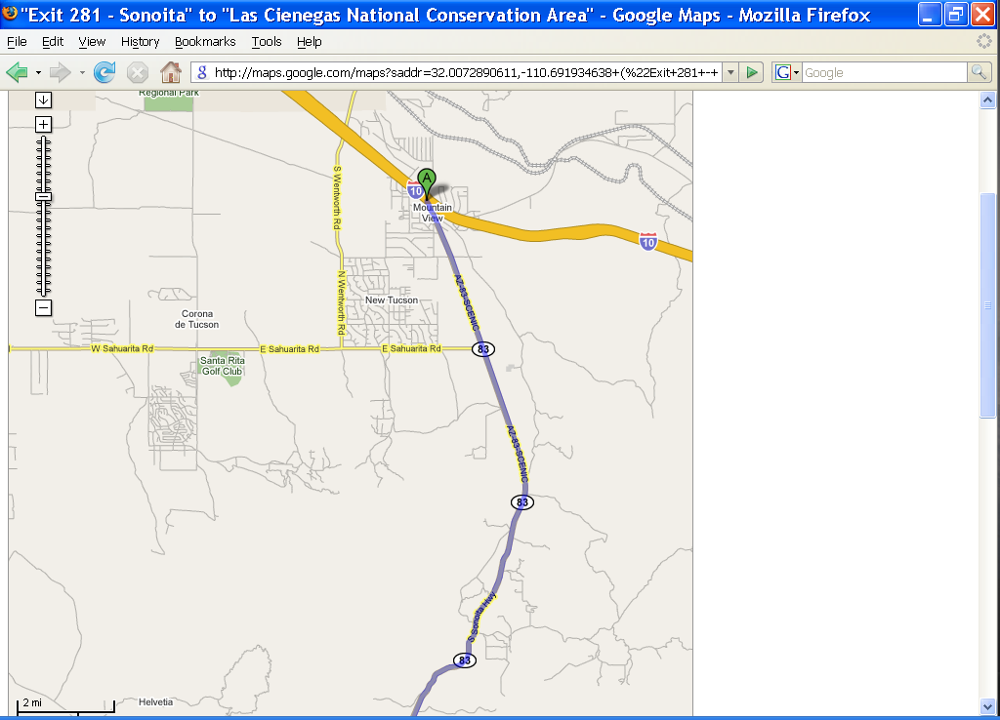 "Exit 281 - Sonoita" to "Las Cienegas National Conservation Area" - Google Maps - Mozilla Firefox
File Edit View History Bookmarks Tools Help
http://maps.google.com/maps?saddr=32.0072890611,-110.691934638+(%22Exit+281+-+
G
Google
Regional Park
S Wentworth Rd
A
10
Mountain
View
10
N Wentworth Rd
AZ-83-SCENIC
New Tucson
Corona
de Tucson
W Sahuarita Rd
E Sahuarita Rd
E Sahuarita Rd
83
Santa Rita
Golf Club
AZ-83-SCENIC
83
S Sonoita Hwy
83
2 mi
Helvetia